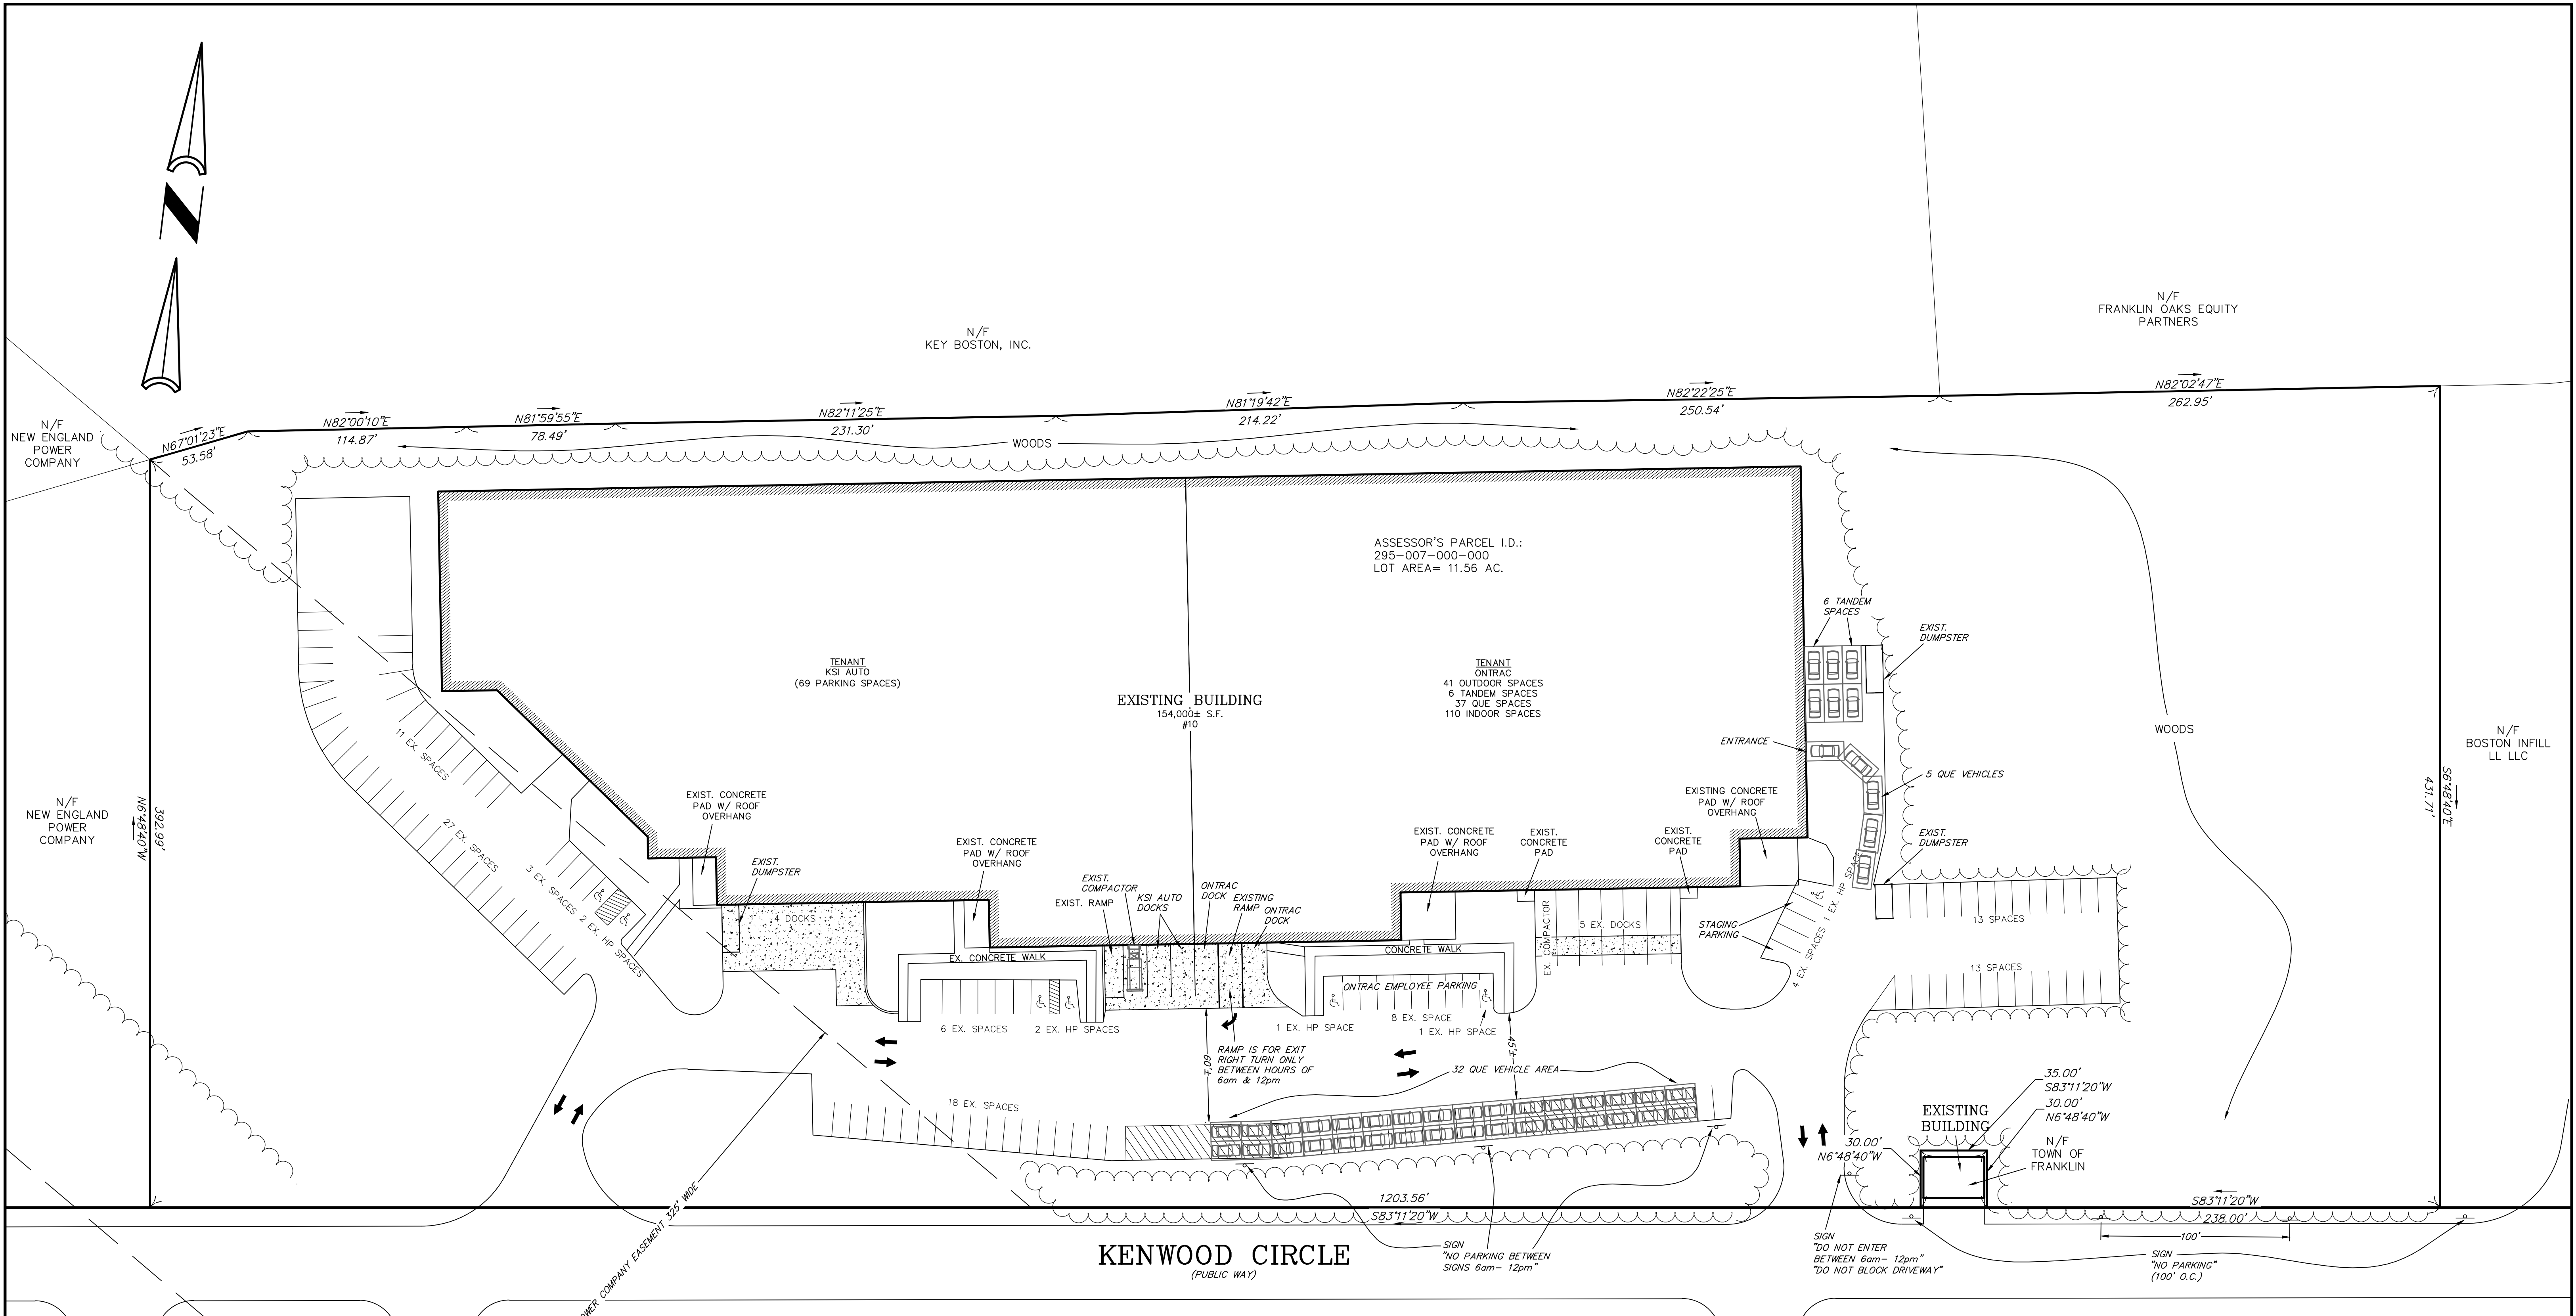 N
N/F
KEY BOSTON, INC.
N/F
FRANKLIN OAKS EQUITY
PARTNERS
N/F
NEW ENGLAND
POWER
COMPANY
N67°01'23"E
53.58'
N82°00'10"E
114.87'
N81°59'55"E
78.49'
N82°11'25"E
231.30'
N81°19'42"E
214.22'
N82°22'25"E
250.54'
N82°02'47"E
262.95'
WOODS
ASSESSOR'S PARCEL I.D.:
295-007-000-000
LOT AREA= 11.56 AC.
6 TANDEM
SPACES
EXIST.
DUMPSTER
TENANT
KSI AUTO
(69 PARKING SPACES)
TENANT
ONTRAC
41 OUTDOOR SPACES
6 TANDEM SPACES
37 QUE SPACES
110 INDOOR SPACES
EXISTING BUILDING
154,000± S.F.
#10
ENTRANCE
5 QUE VEHICLES
WOODS
N/F
BOSTON INFILL
LL LLC
S6°48'40"E
431.71'
N/F
NEW ENGLAND
POWER
COMPANY
N6°48'40"W
392.99'
11 EX. SPACES
27 EX. SPACES
3 EX. SPACES
2 EX. HP SPACES
EXIST. CONCRETE
PAD W/ ROOF
OVERHANG
EXIST.
DUMPSTER
4 DOCKS
EXIST. CONCRETE
PAD W/ ROOF
OVERHANG
EX. CONCRETE WALK
EXIST.
COMPACTOR
EXIST. RAMP
KSI AUTO
DOCKS
ONTRAC
DOCK
EXISTING
RAMP
ONTRAC
DOCK
EXIST. CONCRETE
PAD W/ ROOF
OVERHANG
EXIST.
CONCRETE
PAD
EXIST.
CONCRETE
PAD
EXISTING CONCRETE
PAD W/ ROOF
OVERHANG
EXIST.
DUMPSTER
CONCRETE WALK
EX. COMPACTOR
5 EX. DOCKS
STAGING
PARKING
4 EX. SPACES
1 EX. HP SPACE
13 SPACES
13 SPACES
ONTRAC EMPLOYEE PARKING
6 EX. SPACES
2 EX. HP SPACES
1 EX. HP SPACE
8 EX. SPACE
1 EX. HP SPACE
60'±
45'±
RAMP IS FOR EXIT
RIGHT TURN ONLY
BETWEEN HOURS OF
6am & 12pm
32 QUE VEHICLE AREA
18 EX. SPACES
35.00'
S83°11'20"W
30.00'
N6°48'40"W
EXISTING
BUILDING
30.00'
N6°48'40"W
N/F
TOWN OF
FRANKLIN
1203.56'
S83°11'20"W
S83°11'20"W
238.00'
100'
KENWOOD CIRCLE
(PUBLIC WAY)
SIGN
"NO PARKING BETWEEN
SIGNS 6am- 12pm"
SIGN
"DO NOT ENTER
BETWEEN 6am- 12pm"
"DO NOT BLOCK DRIVEWAY"
SIGN
"NO PARKING"
(100' O.C.)
COMPANY EASEMENT 325' WIDE